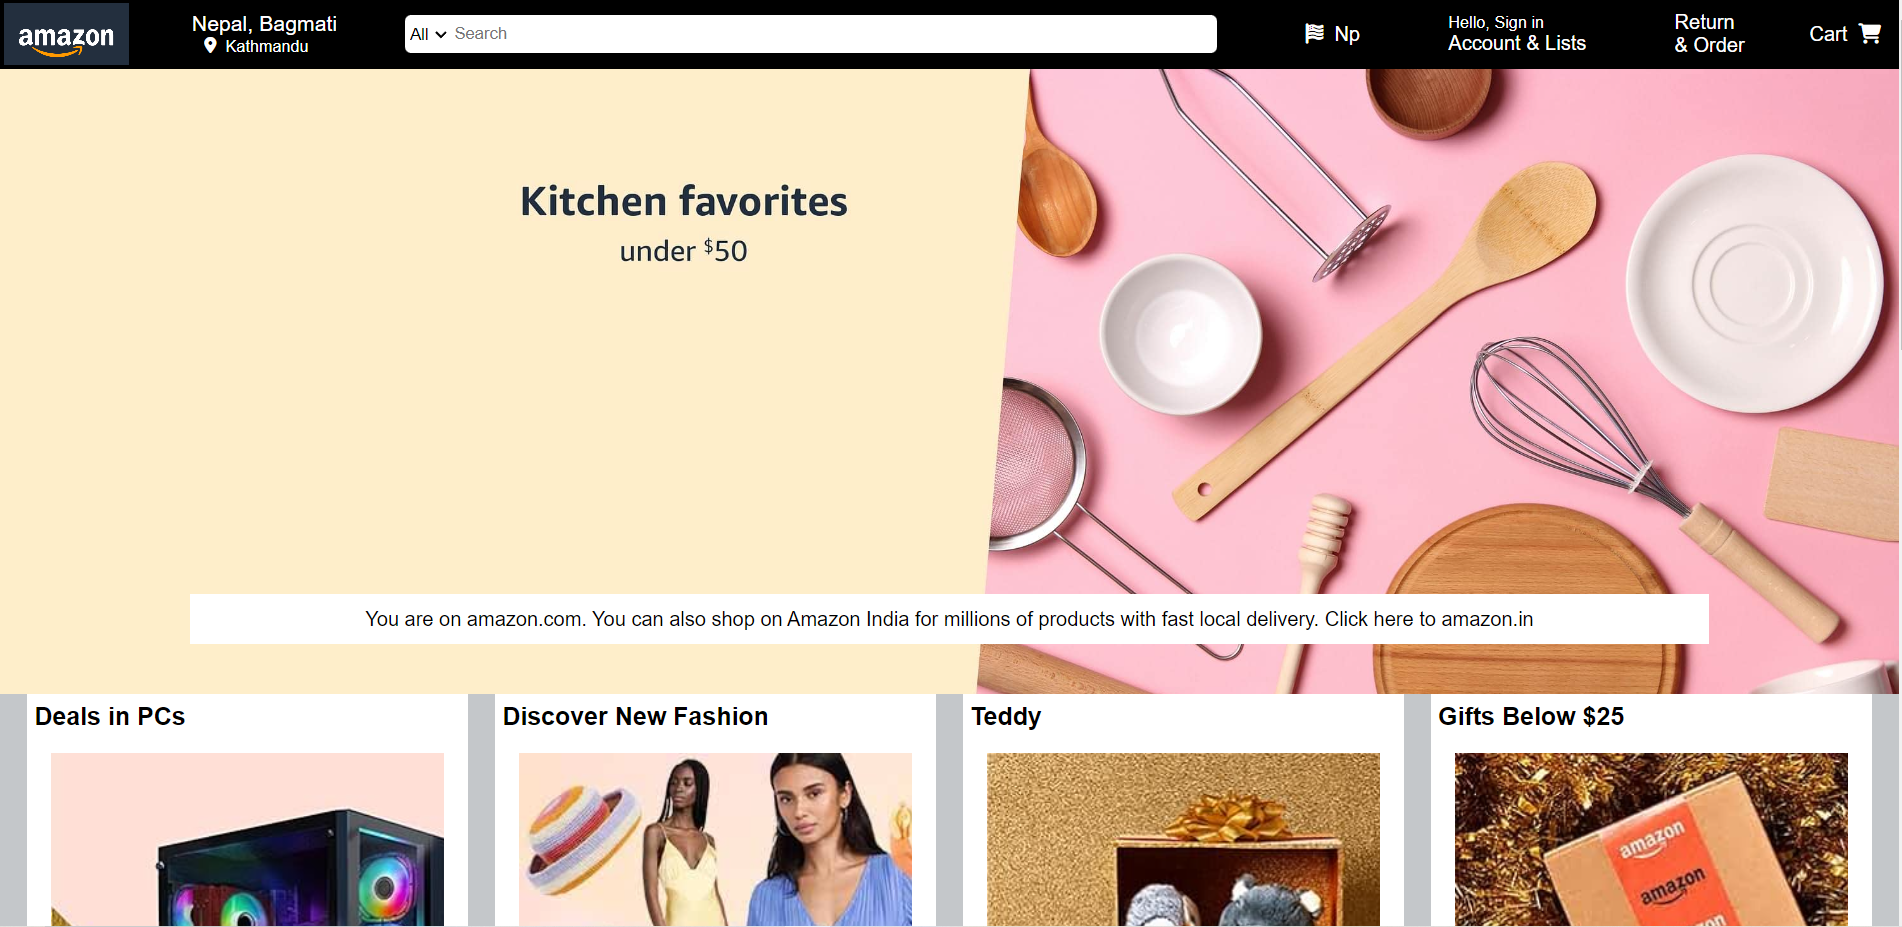 amazon
Nepal, Bagmati
Kathmandu
All Search
Np
Hello, Sign in
Account & Lists
Return
& Order
Cart
Kitchen favorites
under $50
You are on amazon.com. You can also shop on Amazon India for millions of products with fast local delivery. Click here to amazon.in
Deals in PCs
Discover New Fashion
Teddy
Gifts Below $25
amazon
amazon